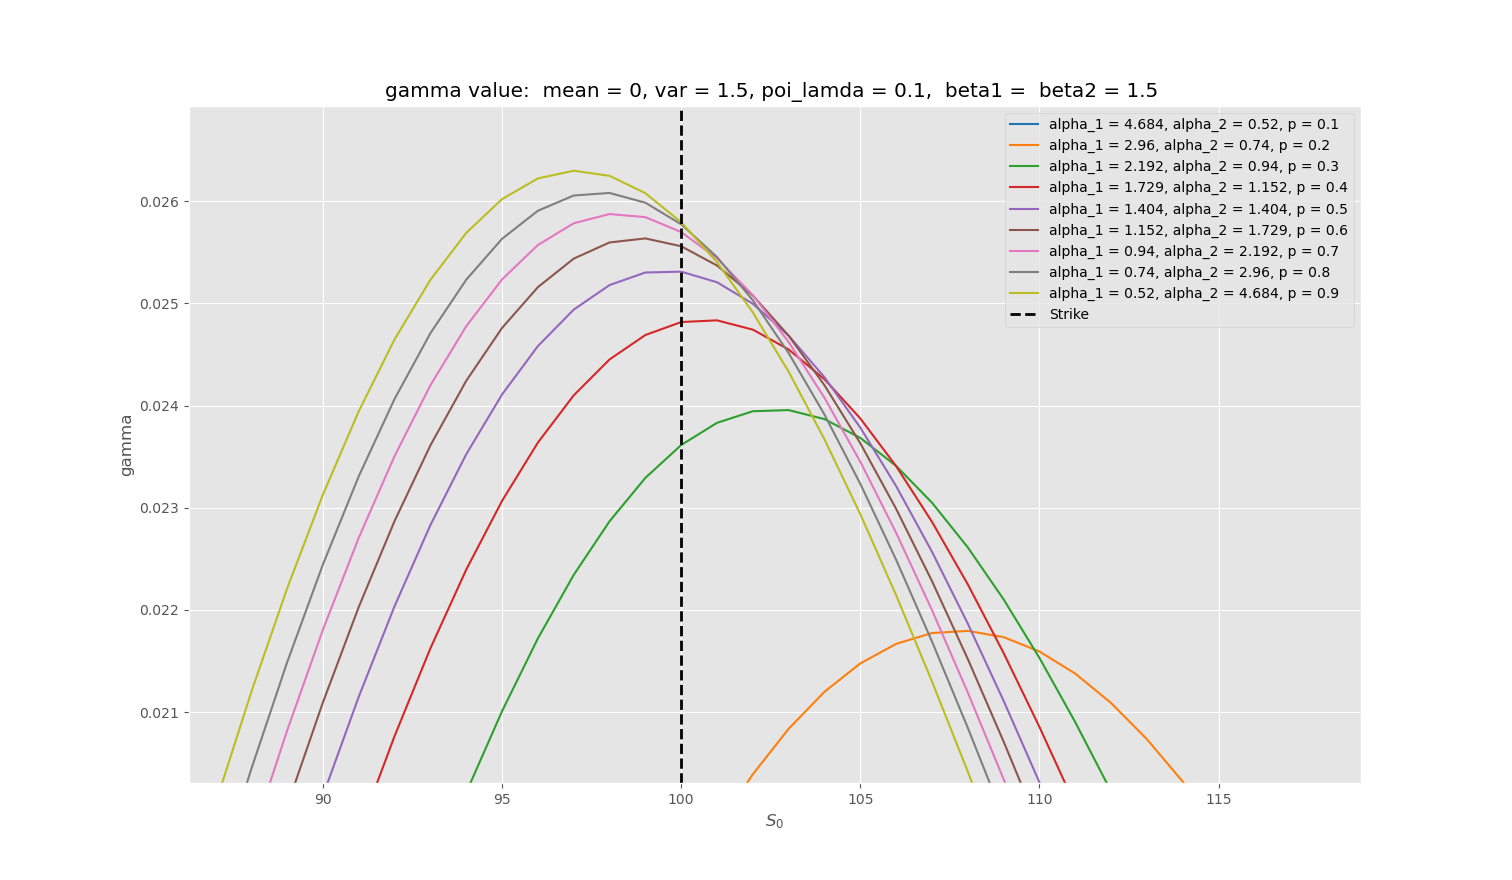 gamma value:  mean = 0, var = 1.5, poi_lamda = 0.1,  beta1 =  beta2 = 1.5
alpha_1 = 4.684, alpha_2 = 0.52, p = 0.1
alpha_1 = 2.96, alpha_2 = 0.74, p = 0.2
alpha_1 = 2.192, alpha_2 = 0.94, p = 0.3
alpha_1 = 1.729, alpha_2 = 1.152, p = 0.4
alpha_1 = 1.404, alpha_2 = 1.404, p = 0.5
alpha_1 = 1.152, alpha_2 = 1.729, p = 0.6
alpha_1 = 0.94, alpha_2 = 2.192, p = 0.7
alpha_1 = 0.74, alpha_2 = 2.96, p = 0.8
alpha_1 = 0.52, alpha_2 = 4.684, p = 0.9
Strike
0.026
0.025
0.024
0.023
0.022
0.021
gamma
90 95 100 105 110 115
S₀